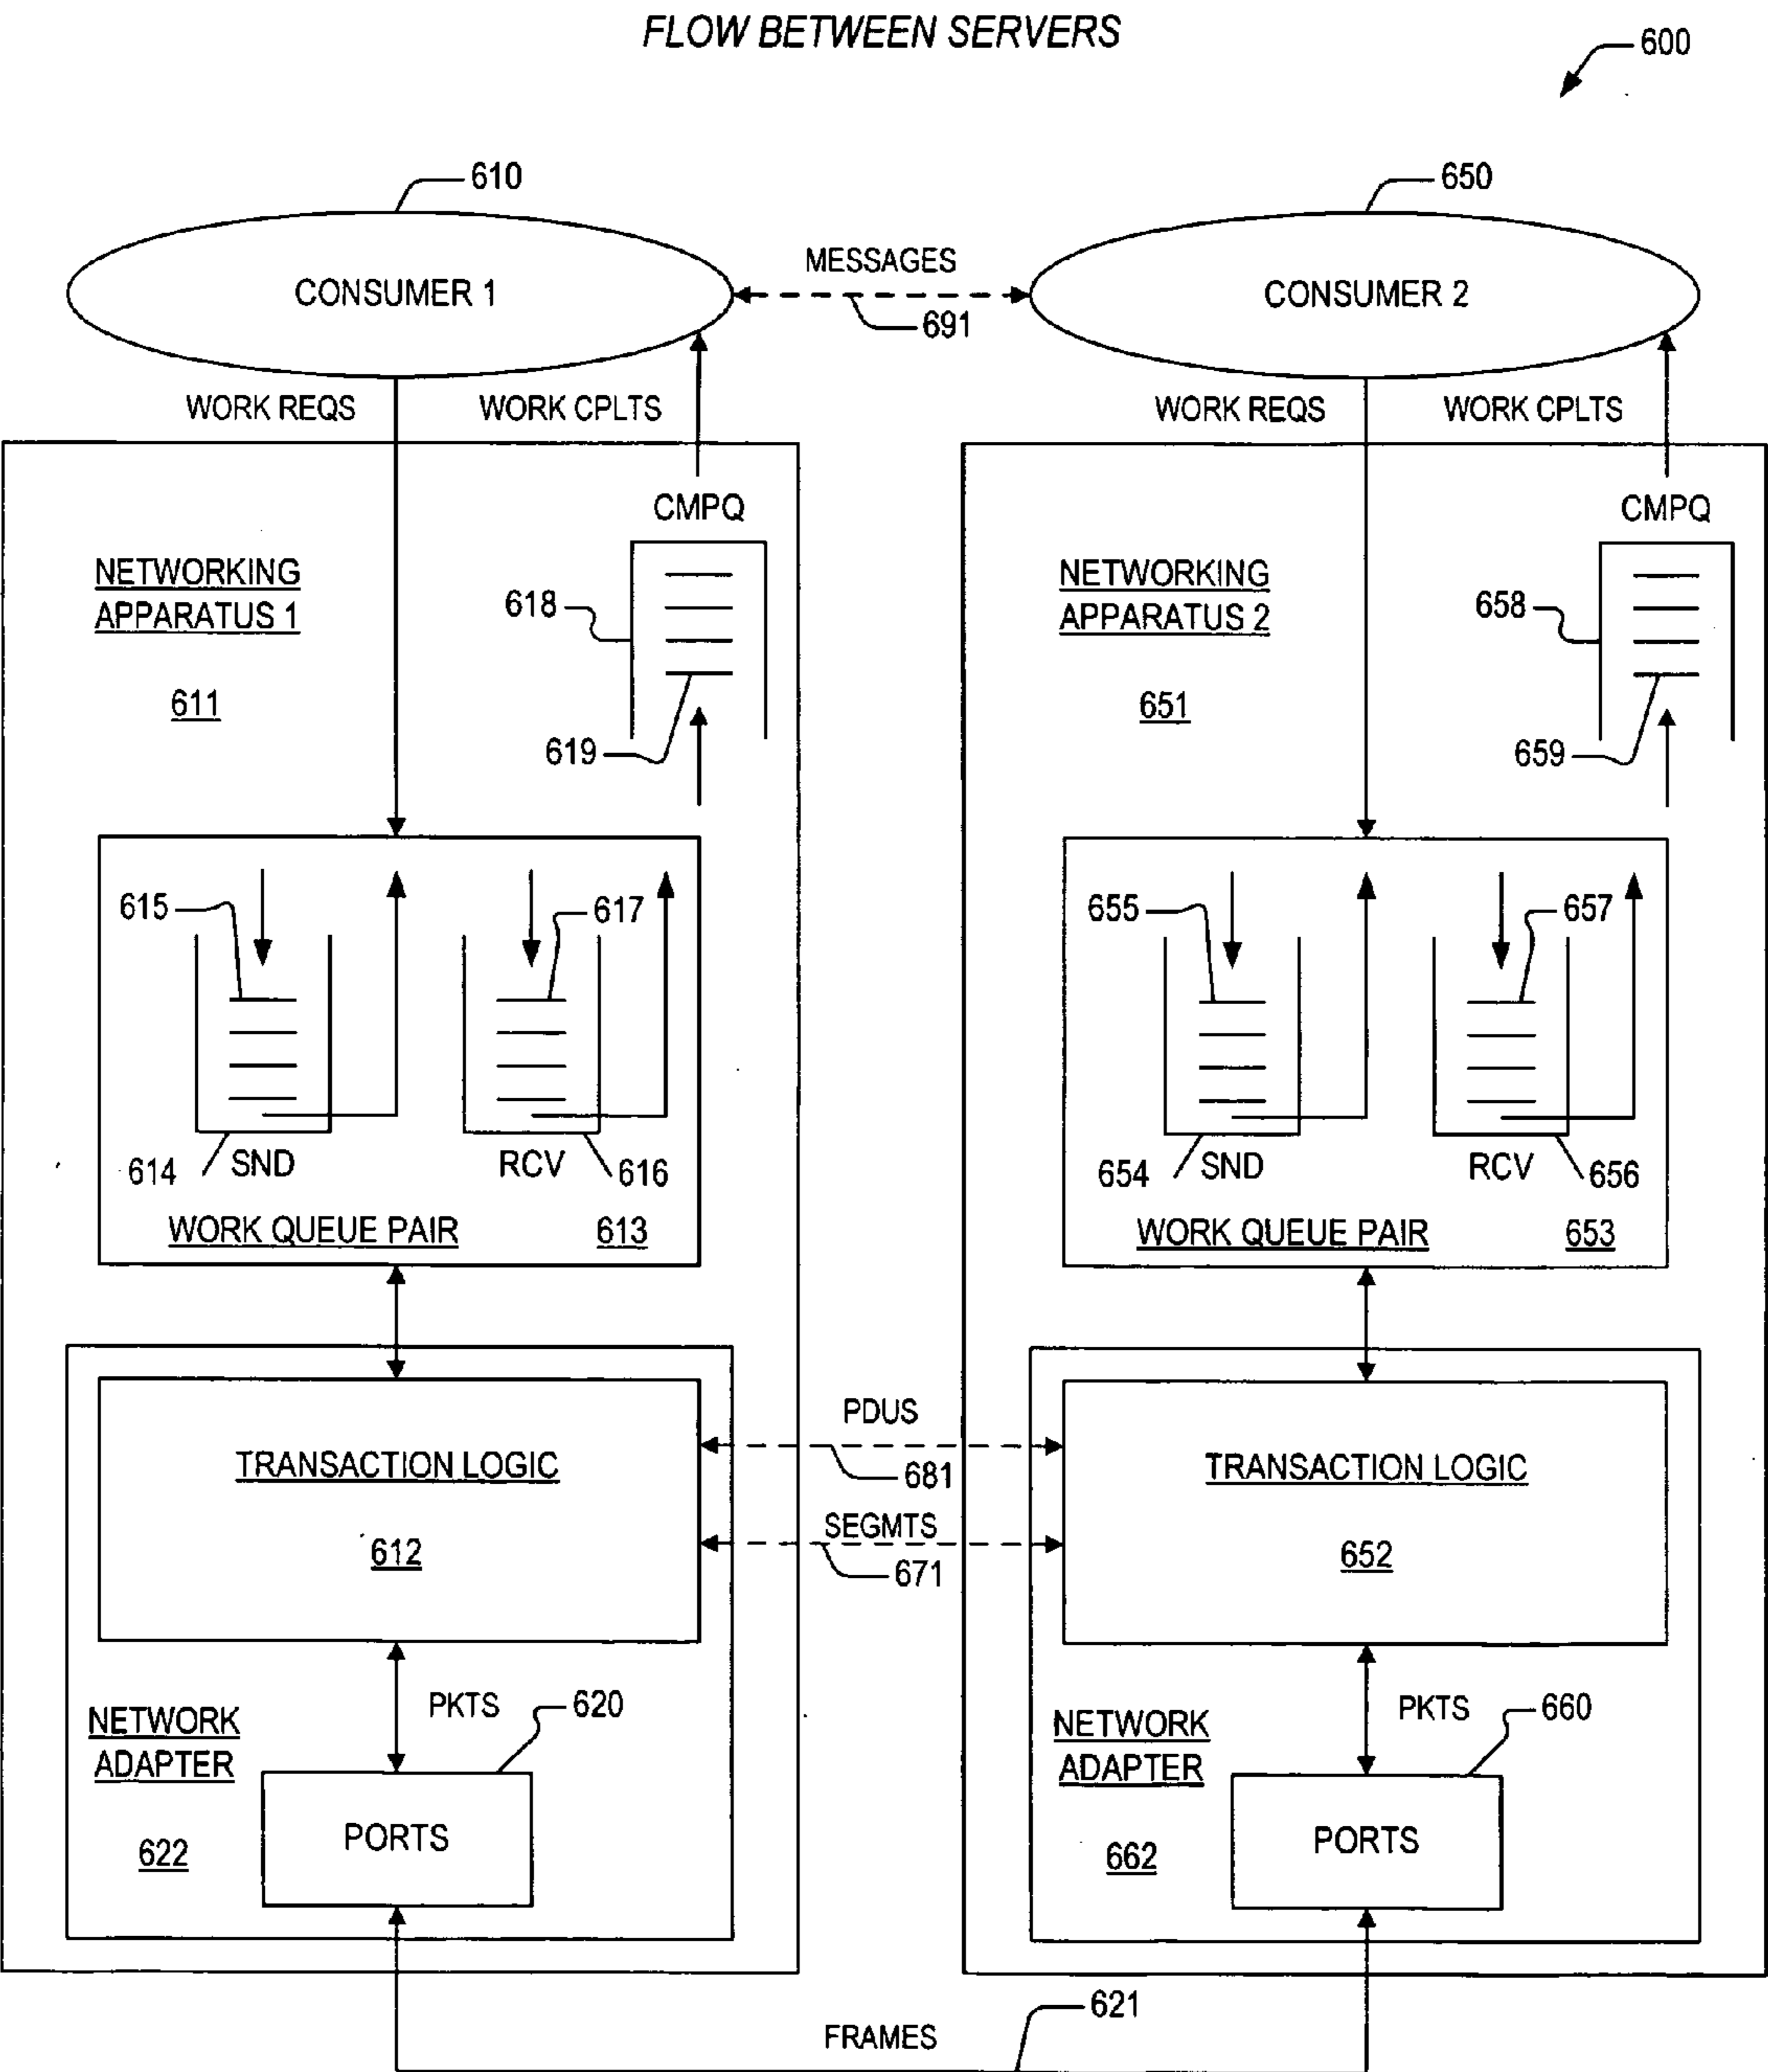 FLOW BETWEEN SERVERS
600
610
650
CONSUMER 1
MESSAGES
691
CONSUMER 2
WORK REQS
WORK CPLTS
WORK REQS
WORK CPLTS
CMPQ
CMPQ
NETWORKING
APPARATUS 1
611
618
619
NETWORKING
APPARATUS 2
651
658
659
615
617
655
657
614
SND
RCV
616
654
SND
RCV
656
WORK QUEUE PAIR
613
WORK QUEUE PAIR
653
PDUS
681
TRANSACTION LOGIC
612
TRANSACTION LOGIC
652
SEGMTS
671
PKTS
620
PKTS
660
NETWORK
ADAPTER
622
PORTS
NETWORK
ADAPTER
662
PORTS
621
FRAMES